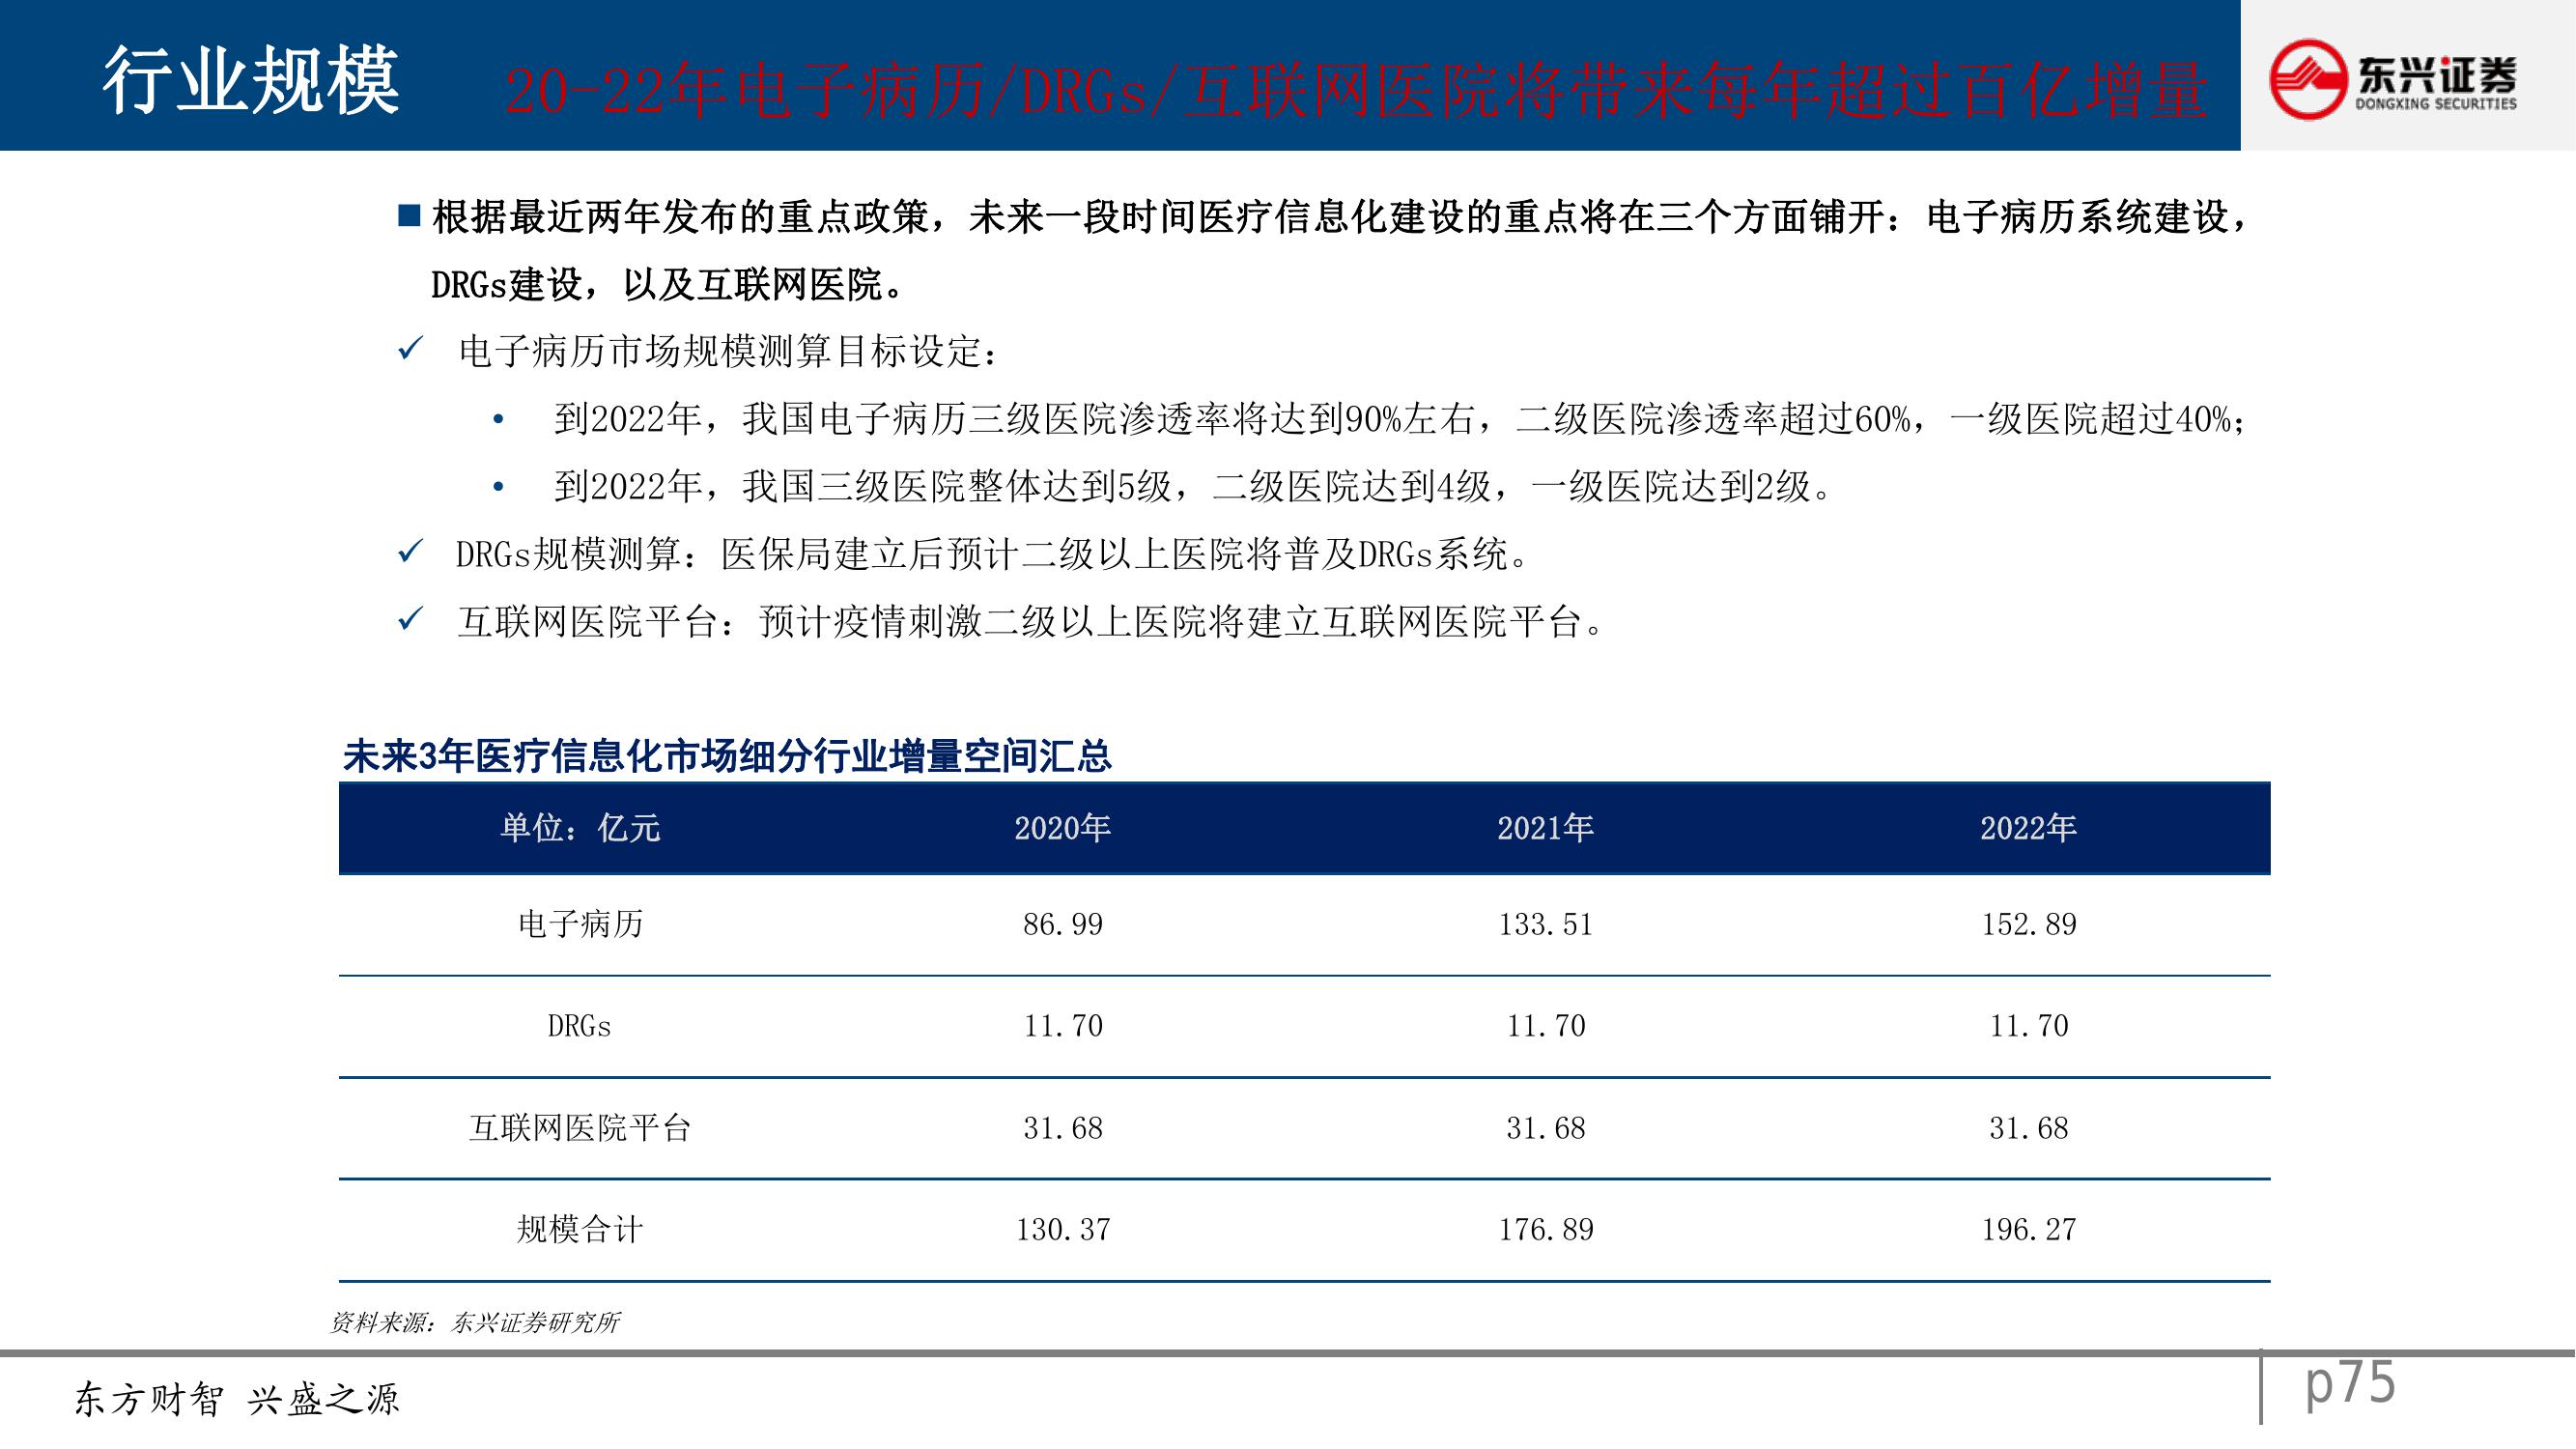 行业规模 20-22年电子病历/DRGs/互联网医院将带来每年超过百亿增量
东兴证券
DONGXING SECURITIES
根据最近两年发布的重点政策，未来一段时间医疗信息化建设的重点将在三个方面铺开：电子病历系统建设，
DRGs建设，以及互联网医院。
✓ 电子病历市场规模测算目标设定：
• 到2022年，我国电子病历三级医院渗透率将达到90%左右，二级医院渗透率超过60%，一级医院超过40%；
• 到2022年，我国三级医院整体达到5级，二级医院达到4级，一级医院达到2级。
✓ DRGs规模测算：医保局建立后预计二级以上医院将普及DRGs系统。
✓ 互联网医院平台：预计疫情刺激二级以上医院将建立互联网医院平台。
未来3年医疗信息化市场细分行业增量空间汇总
单位：亿元 2020年 2021年 2022年
电子病历 86.99 133.51 152.89
DRGs 11.70 11.70 11.70
互联网医院平台 31.68 31.68 31.68
规模合计 130.37 176.89 196.27
资料来源：东兴证券研究所
东方财智 兴盛之源
p75